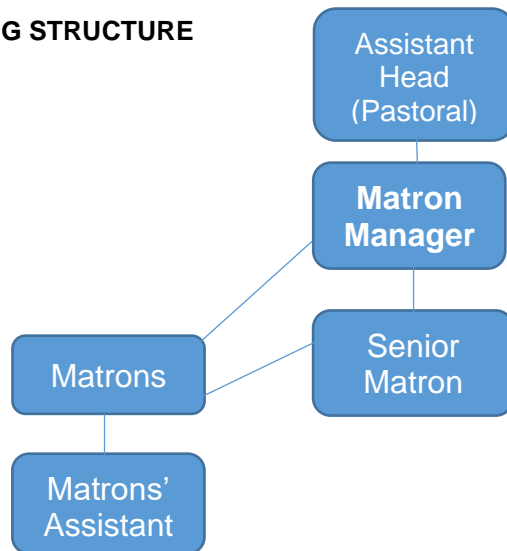 G STRUCTURE
Assistant
Head
(Pastoral)
Matron
Manager
Senior
Matron
Matrons
Matrons’
Assistant